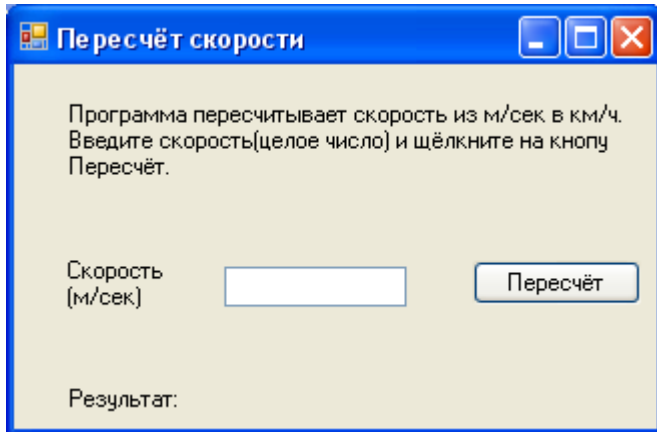 Пересчёт скорости
Программа пересчитывает скорость из м/сек в км/ч.
Введите скорость(целое число) и щёлкните на кнопу
Пересчёт.
Скорость
(м/сек)
Пересчёт
Результат: